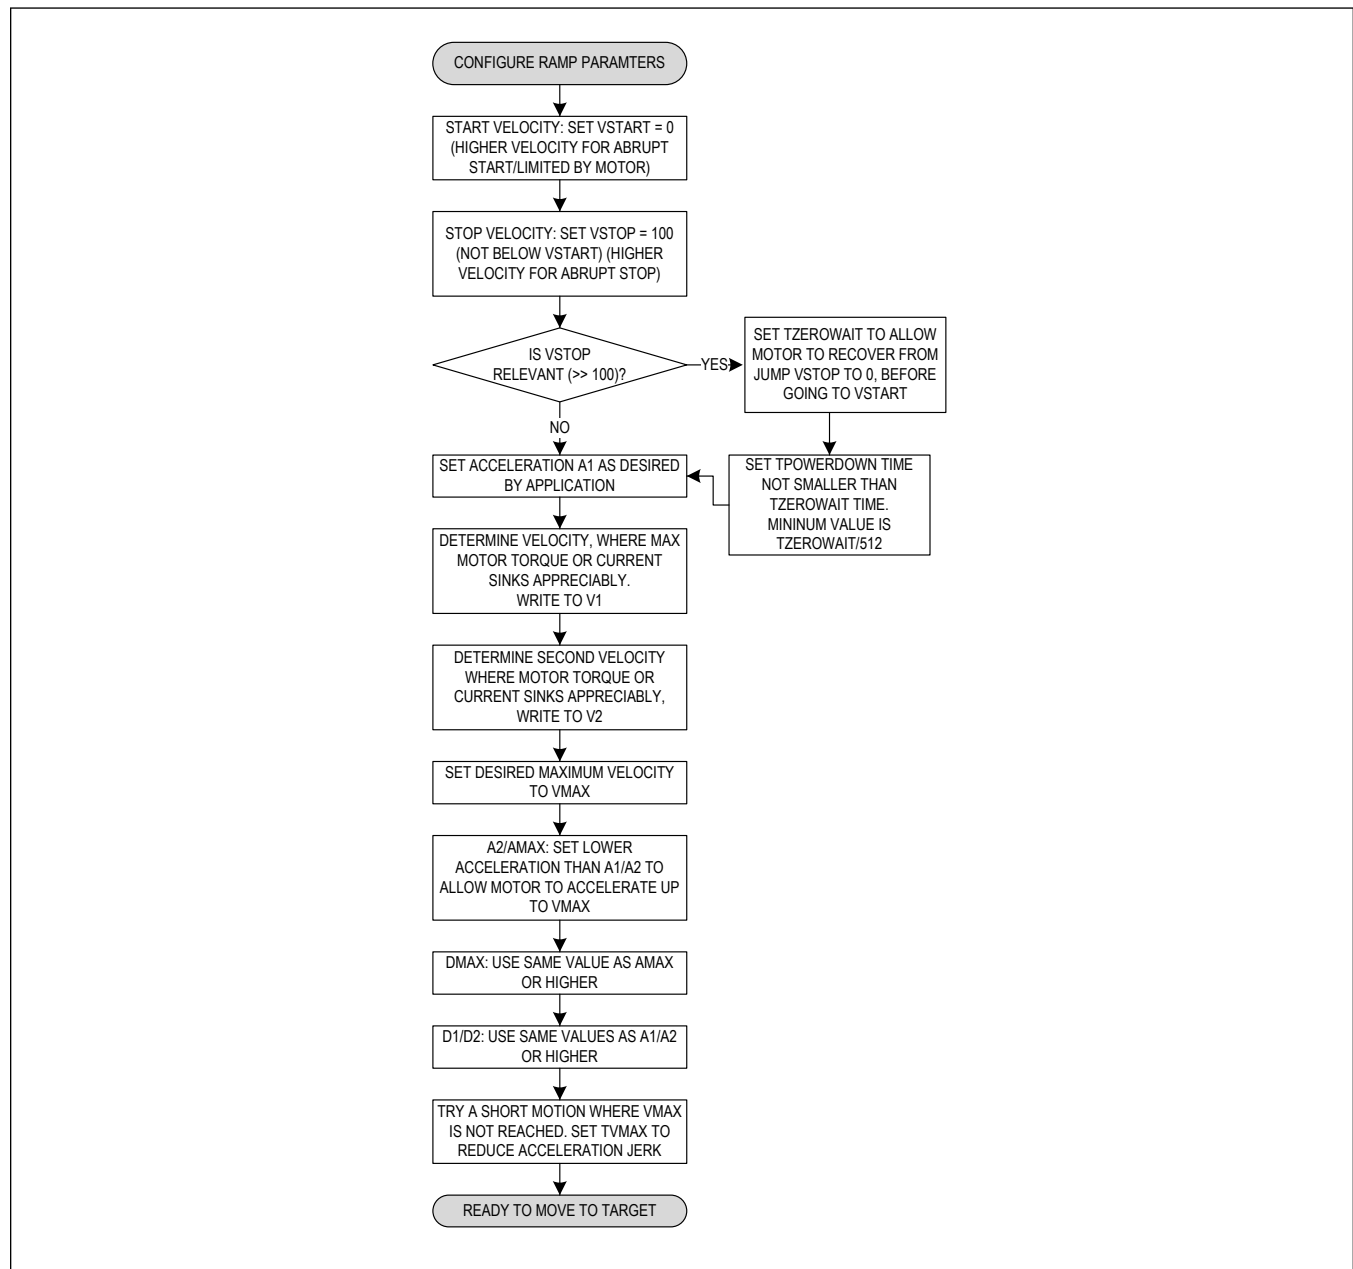 CONFIGURE RAMP PARAMTERS
START VELOCITY: SET VSTART = 0
(HIGHER VELOCITY FOR ABRUPT
START/LIMITED BY MOTOR)
STOP VELOCITY: SET VSTOP = 100
(NOT BELOW VSTART) (HIGHER
VELOCITY FOR ABRUPT STOP)
IS VSTOP
RELEVANT (>> 100)?
YES
SET TZEROWAIT TO ALLOW
MOTOR TO RECOVER FROM
JUMP VSTOP TO 0, BEFORE
GOING TO VSTART
SET TPOWERDOWN TIME
NOT SMALLER THAN
TZEROWAIT TIME.
MININUM VALUE IS
TZEROWAIT/512
NO
SET ACCELERATION A1 AS DESIRED
BY APPLICATION
DETERMINE VELOCITY, WHERE MAX
MOTOR TORQUE OR CURRENT
SINKS APPRECIABLY.
WRITE TO V1
DETERMINE SECOND VELOCITY
WHERE MOTOR TORQUE OR
CURRENT SINKS APPRECIABLY,
WRITE TO V2
SET DESIRED MAXIMUM VELOCITY
TO VMAX
A2/AMAX: SET LOWER
ACCELERATION THAN A1/A2 TO
ALLOW MOTOR TO ACCELERATE UP
TO VMAX
DMAX: USE SAME VALUE AS AMAX
OR HIGHER
D1/D2: USE SAME VALUES AS A1/A2
OR HIGHER
TRY A SHORT MOTION WHERE VMAX
IS NOT REACHED. SET TVMAX TO
REDUCE ACCELERATION JERK
READY TO MOVE TO TARGET